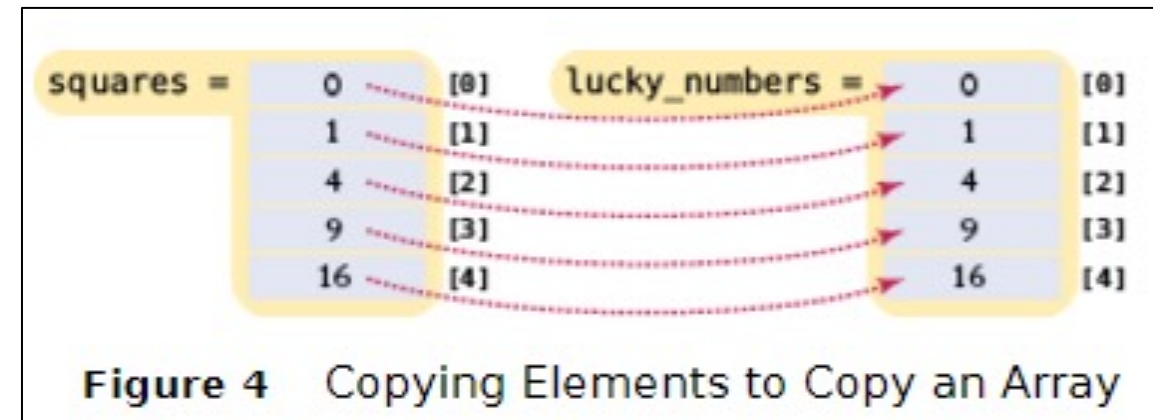 squares = 0 [0] lucky_numbers = 0 [0]
1 [1] 1 [1]
4 [2] 4 [2]
9 [3] 9 [3]
16 [4] 16 [4]
Figure 4 Copying Elements to Copy an Array